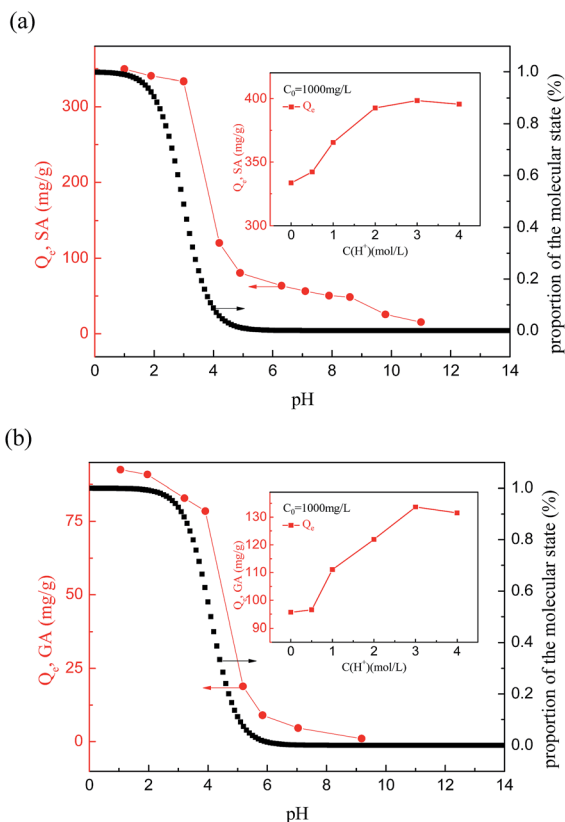 (a)
350
250
150
50
0
Qe, SA (mg/g)
0 2 4 6 8 10 12 14
pH
1.0
0.8
0.6
0.4
0.2
0.0
proportion of the molecular state (%)
C0=1000mg/L
Qe
400
350
300
Qe, SA (mg/g)
0 1 2 3 4
C(H+)(mol/L)
(b)
75
50
25
0
Qe, GA (mg/g)
0 2 4 6 8 10 12 14
pH
1.0
0.8
0.6
0.4
0.2
0.0
proportion of the molecular state (%)
C0=1000mg/L
Qe
130
120
110
100
90
Qe, GA (mg/g)
0 1 2 3 4
C(H+)(mol/L)